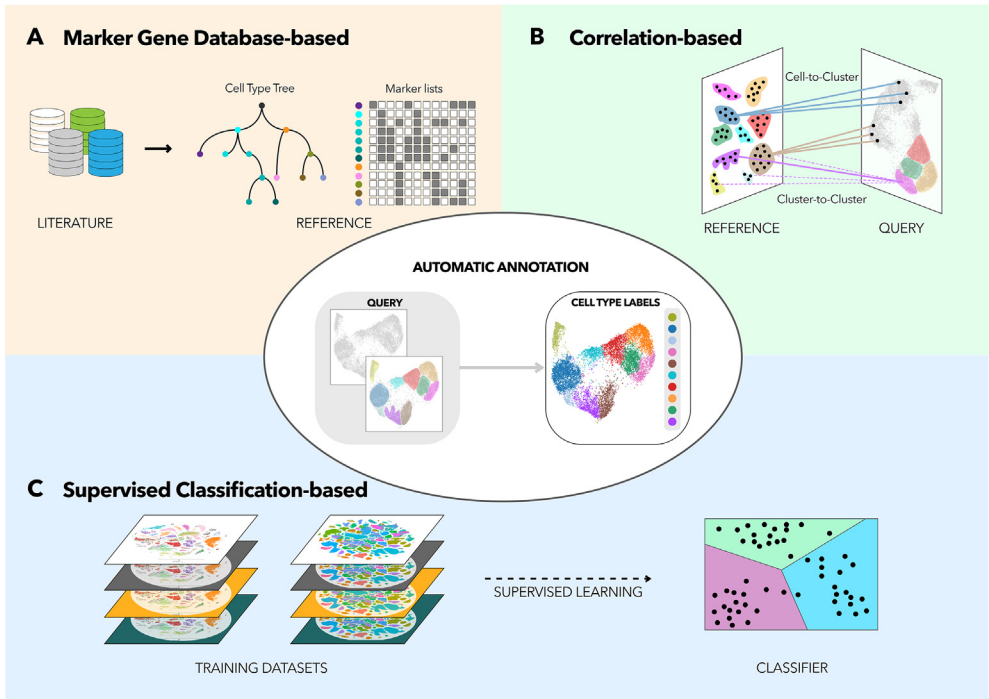 A Marker Gene Database-based
Cell Type Tree
Marker lists
LITERATURE
REFERENCE
B Correlation-based
Cell-to-Cluster
Cluster-to-Cluster
REFERENCE
QUERY
AUTOMATIC ANNOTATION
QUERY
CELL TYPE LABELS
C Supervised Classification-based
SUPERVISED LEARNING
TRAINING DATASETS
CLASSIFIER